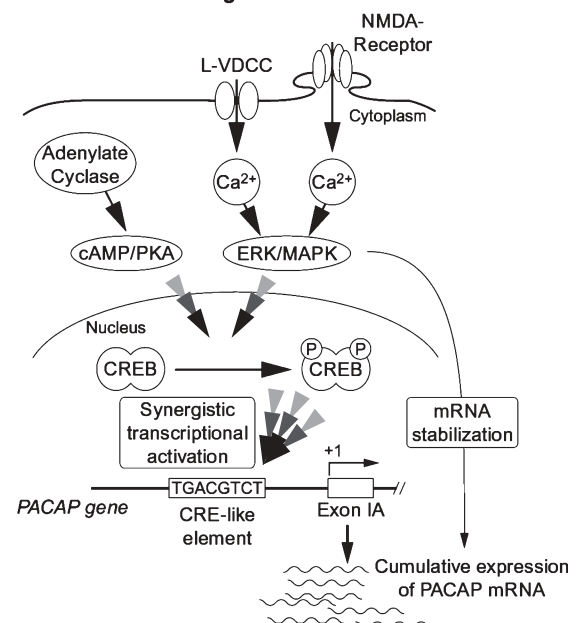 NMDA-
Receptor
L-VDCC
Cytoplasm
Adenylate
Cyclase
Ca2+
Ca2+
cAMP/PKA
ERK/MAPK
Nucleus
CREB
P
P
CREB
Synergistic
transcriptional
activation
mRNA
stabilization
+1
TGACGTCT
PACAP gene
CRE-like
element
Exon IA
Cumulative expression
of PACAP mRNA